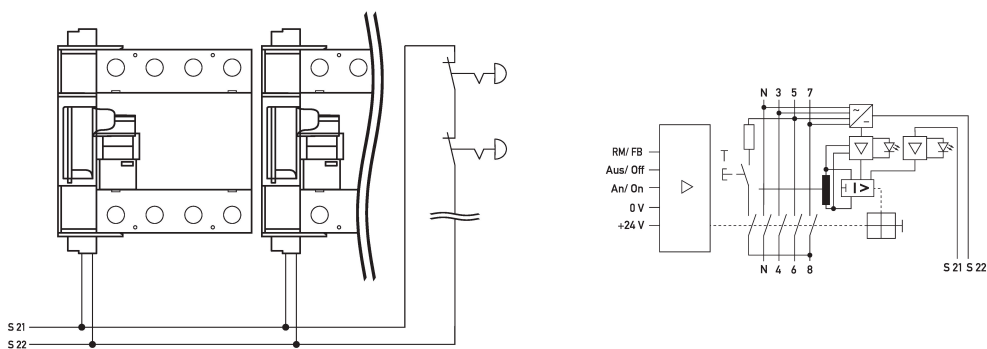 S 21
S 22
N 3 5 7
RM/ FB
Aus/ Off
An/ On
0 V
+24 V
~
–
I>
N 4 6 8
S 21 S 22